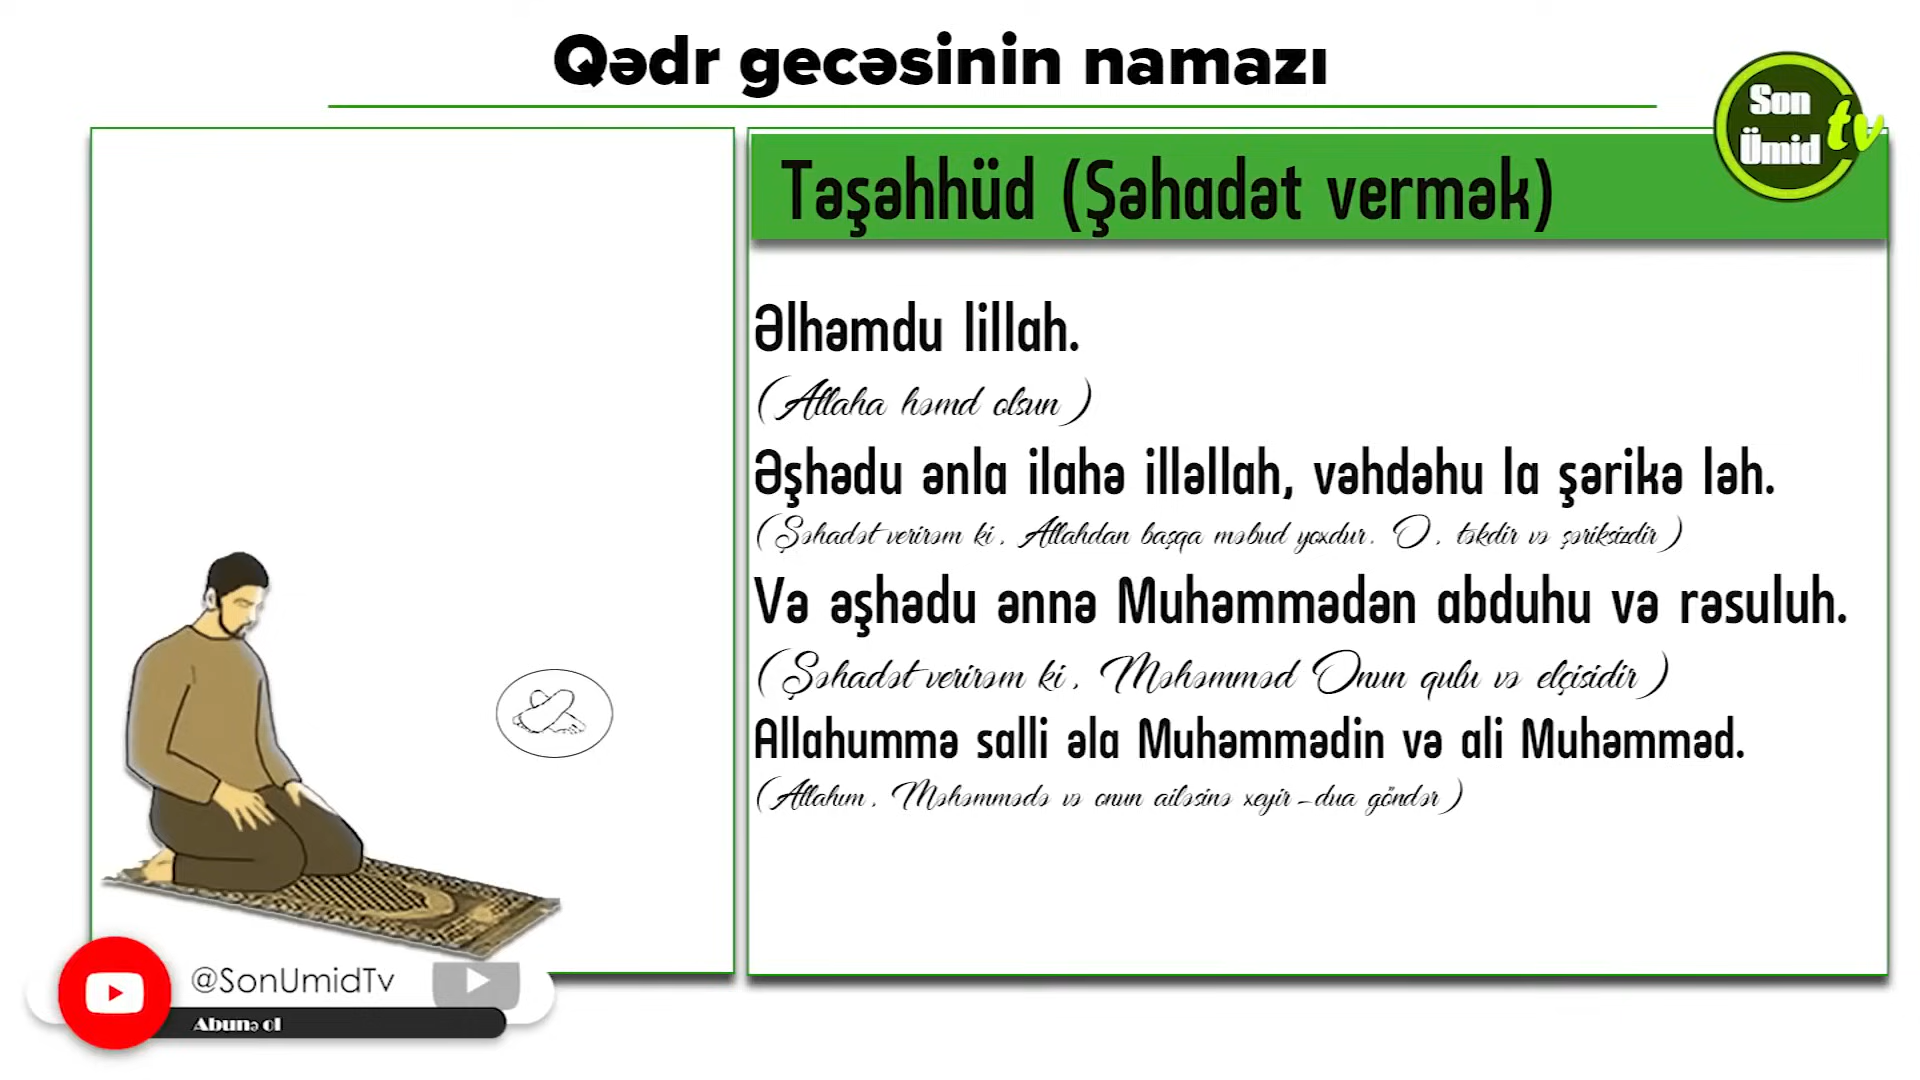 Qədr gecəsinin namazı
Son
Ümid
tv
Təşəhhüd (Şəhadət vermək)
Əlhəmdu lillah.
(Allaha həmd olsun)
Əşhədu ənla ilahə illəllah, vəhdəhu la şərikə ləh.
(Şəhadət verirəm ki, Allahdan başqa məbud yoxdur. O, təkdir və şəriksizdir)
Və əşhədu ənnə Muhəmmədən abduhu və rəsuluh.
(Şəhadət verirəm ki, Məhəmməd Onun qulu və elçisidir)
Allahummə salli əla Muhəmmədin və ali Muhəmməd.
(Allahım, Məhəmmədə və onun ailəsinə xeyir-dua göndər)
@SonUmidTv
Abunə ol